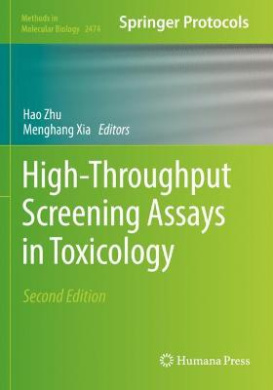 Methods in
Molecular Biology 2474
Springer Protocols
Hao Zhu
Menghang Xia Editors
High-Throughput
Screening Assays
in Toxicology
Second Edition
Humana Press